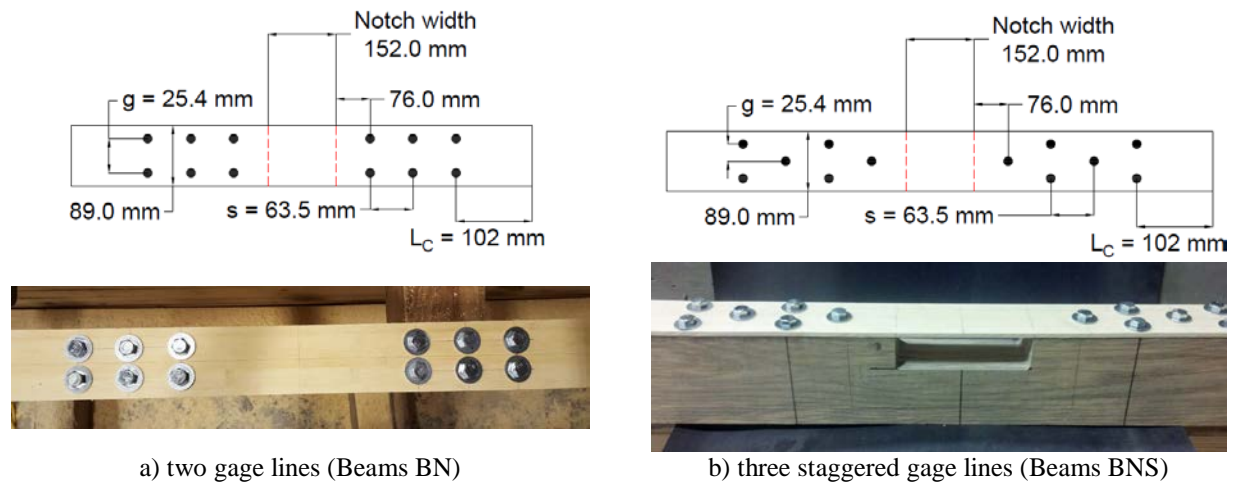 Notch width
152.0 mm
g = 25.4 mm
76.0 mm
89.0 mm
s = 63.5 mm
L_C = 102 mm
a) two gage lines (Beams BN)
Notch width
152.0 mm
g = 25.4 mm
76.0 mm
89.0 mm
s = 63.5 mm
L_C = 102 mm
b) three staggered gage lines (Beams BNS)